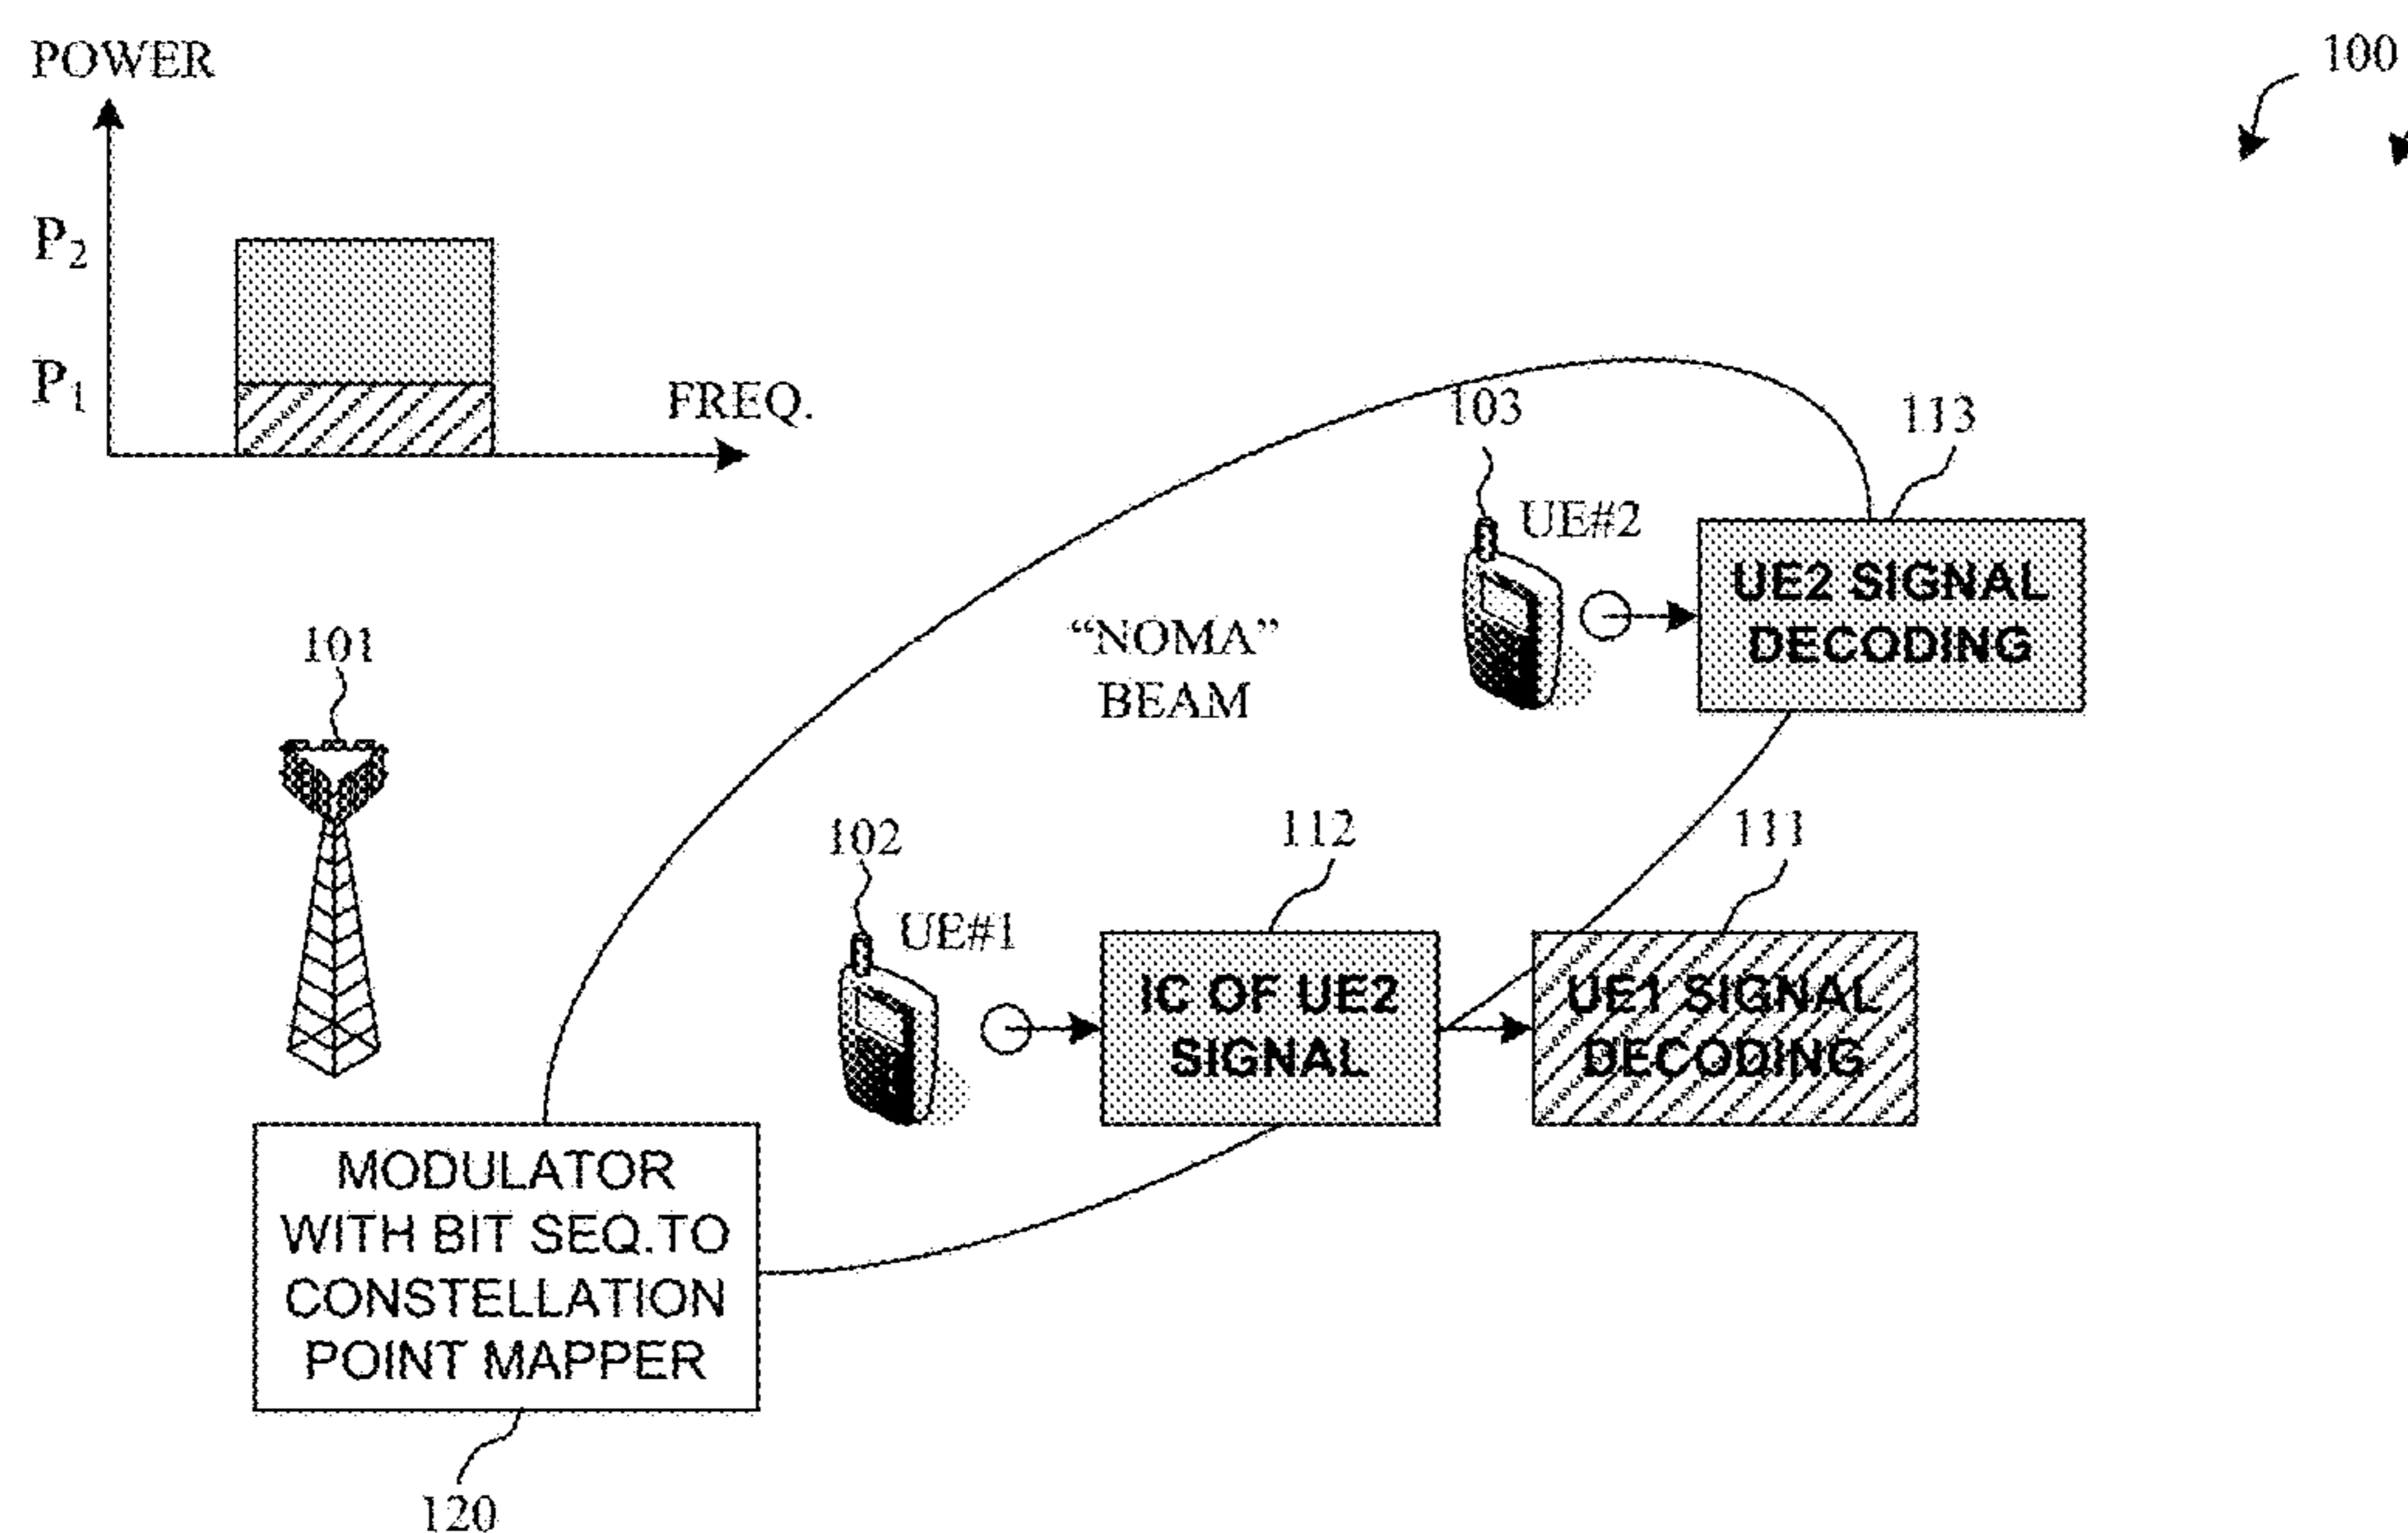 POWER
100
P₂
P₁
FREQ.
103
113
UE#2
UE2 SIGNAL
DECODING
"NOMA"
BEAM
101
102
112
111
UE#1
IC OF UE2
SIGNAL
UE1 SIGNAL
DECODING
MODULATOR
WITH BIT SEQ.TO
CONSTELLATION
POINT MAPPER
120